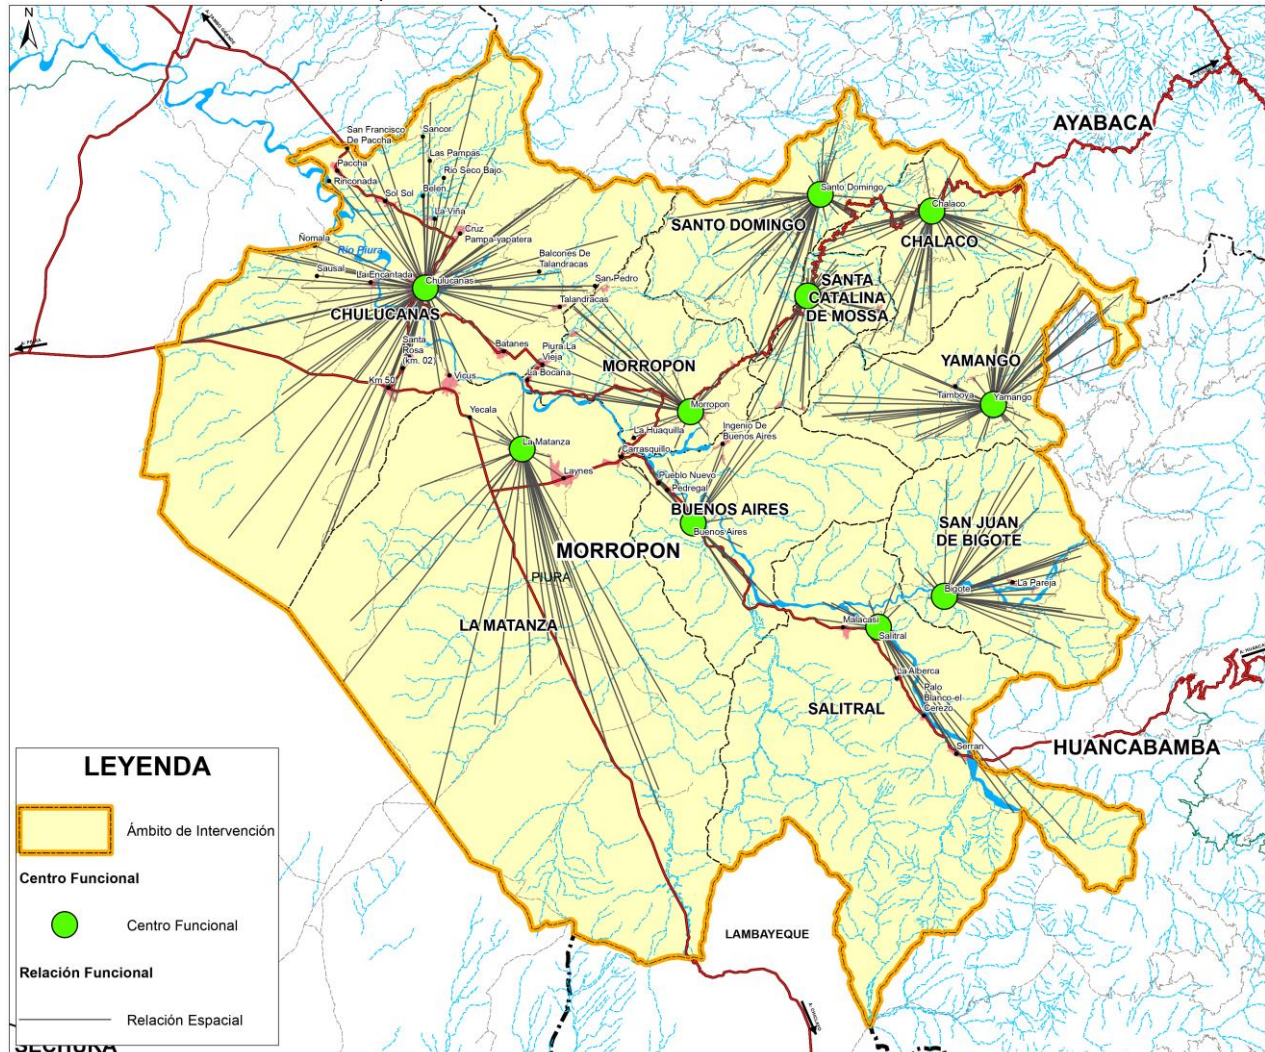 N
San Francisco
De Paccha
Sancor
Las Pampas
Paccha
Rio Seco Bajo
Rinconada
Sol Sol
Belen
La Viña
Cruz
Pampa-yapatera
Ñomala
Rio Piura
Sausal
La Encantada
Chulucanas
Balcones De
Talandracas
San Pedro
Talandracas
CHULUCANAS
Santa
Rosa
(km. 02)
Batanes
Piura La
Vieja
La Bocana
Km 50
Vicus
Yecala
AYABACA
Santo Domingo
SANTO DOMINGO
Chalaco
CHALACO
SANTA
CATALINA
DE MOSSA
MORROPON
Morropon
YAMANGO
Tamboya
Yamango
La Matanza
La Huaquilla
Carrasquillo
Ingenio De
Buenos Aires
Laynes
Pueblo Nuevo
Pedregal
BUENOS AIRES
Buenos Aires
MORROPON
PIURA
LA MATANZA
SAN JUAN
DE BIGOTE
La Pareja
Bigote
Malacasi
Salitral
La Alberca
Palo
Blanco-el
Cerezo
SALITRAL
Serran
HUANCABAMBA
LAMBAYEQUE
LEYENDA
Ámbito de Intervención
Centro Funcional
Centro Funcional
Relación Funcional
Relación Espacial
SECHURA